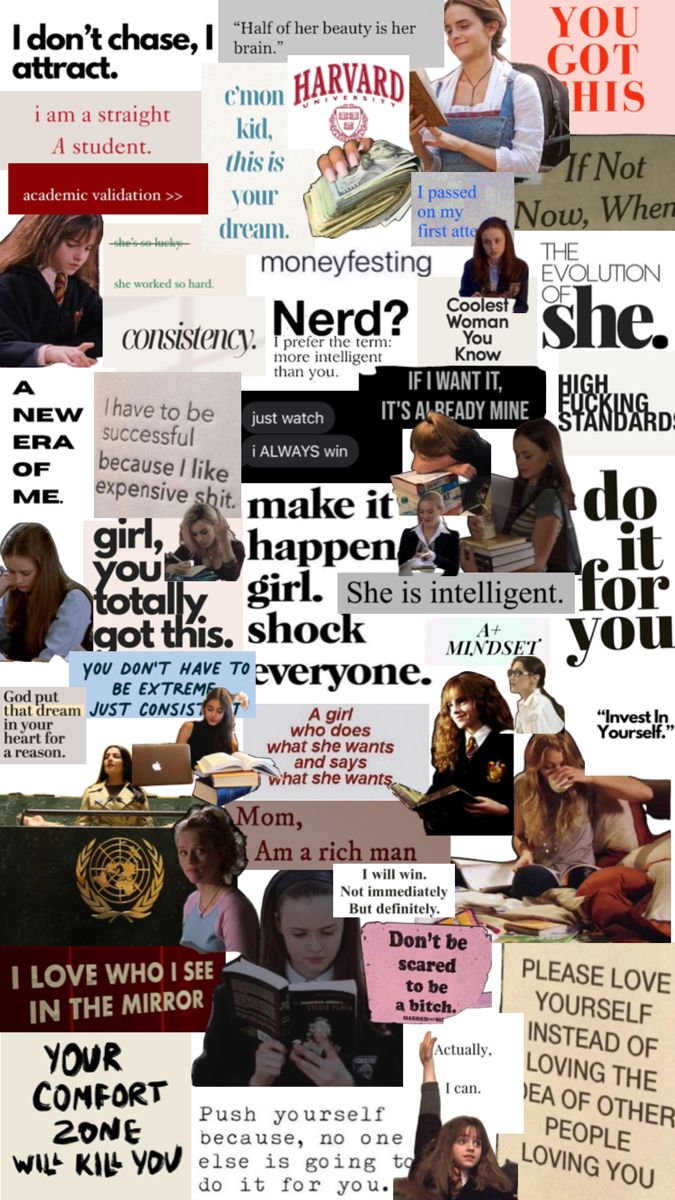 I don't chase, I
attract.
"Half of her beauty is her
brain."
YOU
GOT
THIS
i am a straight
A student.
c'mon
kid,
this is
your
dream.
HARVARD
UNIVERSITY
academic validation >>
If Not
Now, When
I passed
on my
first
she's so lucky.
she worked so hard.
moneyfesting
THE
EVOLUTION
OF
she.
consistency.
Nerd?
I prefer the term:
more intelligent
than you.
Coolest
Woman
You
Know
IF I WANT IT,
IT'S ALREADY MINE
HIGH
FUCKING
STANDARDS
A
NEW
ERA
OF
ME.
I have to be
successful
because I like
expensive shit.
just watch
i ALWAYS win
do
it
for
you
make it
happen
girl.
shock
everyone.
girl,
you
totally
got this.
She is intelligent.
A+
MINDSET
YOU DON'T HAVE TO
BE EXTREME
JUST CONSISTENT
God put
that dream
in your
heart for
a reason.
A girl
who does
what she wants
and says
what she wants
"Invest In
Yourself."
Mom,
I Am a rich man
I will win.
Not immediately
But definitely.
Don't be
scared
to be
a bitch.
I LOVE WHO I SEE
IN THE MIRROR
SYLVIA PLATH
PLEASE LOVE
YOURSELF
INSTEAD OF
LOVING THE
IDEA OF OTHER
PEOPLE
LOVING YOU
YOUR
COMFORT
ZONE
WILL KILL YOU
Actually,
I can.
Push yourself
because, no one
else is going to
do it for you.